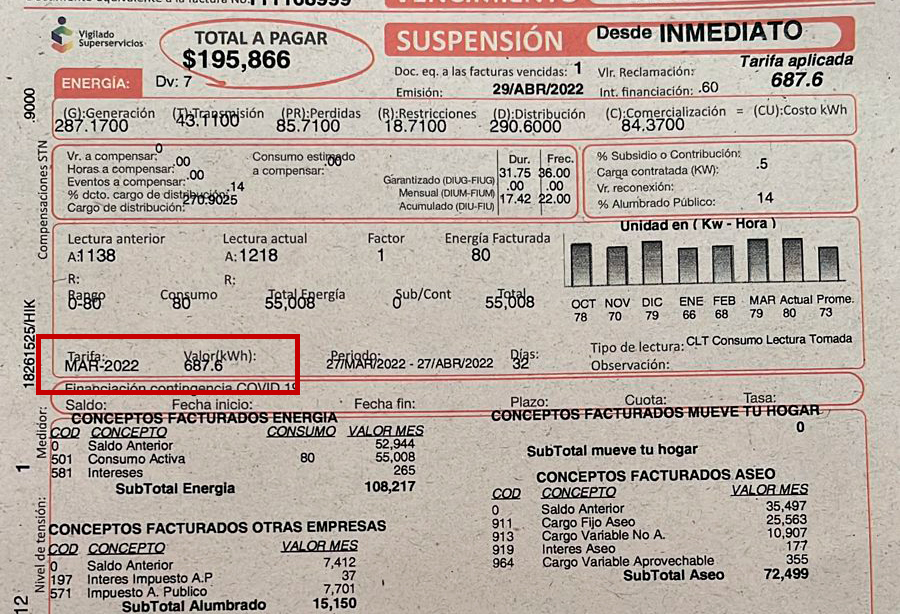 Documento equivalente a la factura No.
VENCIMIENTO
Vigilado
Superservicios
TOTAL A PAGAR
$195,866
SUSPENSIÓN
Desde INMEDIATO
Tarifa aplicada
687.6
Doc. eq. a las facturas vencidas: 1
Vlr. Reclamación:
Emisión: 29/ABR/2022
Int. financiación: .60
ENERGÍA:
Dv: 7
(G):Generación (T):Transmisión (PR):Perdidas (R):Restricciones (D):Distribución (C):Comercialización = (CU):Costo kWh
287.1700 43.1100 85.7100 18.7100 290.6000 84.3700
9000
Compensaciones STN
Vr. a compensar: 0
Horas a compensar: .00
Eventos a compensar: .00
% dcto. cargo de distribución: .14
Cargo de distribución: 270.9025
Consumo estimado
a compensar: .00
Dur. Frec.
Garantizado (DIUG-FIUG) 31.75 36.00
Mensual (DIUM-FIUM) .00 .00
Acumulado (DIU-FIU) 17.42 22.00
% Subsidio o Contribución:
Carga contratada (KW): .5
Vr. reconexión:
% Alumbrado Público: 14
Lectura anterior Lectura actual Factor Energía Facturada
A:1138 A:1218 1 80
R: R:
Rango Consumo Total Energía Sub/Cont Total
0-80 80 55,008 0 55,008
Unidad en ( Kw - Hora )
OCT NOV DIC ENE FEB MAR Actual Prome.
78 70 79 66 68 79 80 73
18261525/HIK
Tarifa: Valor(kWh): Periodo: Días:
MAR-2022 687.6 27/MAR/2022 - 27/ABR/2022 32
Tipo de lectura: CLT Consumo Lectura Tomada
Observación:
Financiación contingencia COVID 19
Saldo: Fecha inicio: Fecha fin: Plazo: Cuota: Tasa:
Medidor:
1
Nivel de tensión:
12
CONCEPTOS FACTURADOS ENERGIA
COD CONCEPTO CONSUMO VALOR MES
0 Saldo Anterior 52,944
501 Consumo Activa 80 55,008
581 Intereses 265
SubTotal Energia 108,217
CONCEPTOS FACTURADOS OTRAS EMPRESAS
COD CONCEPTO VALOR MES
0 Saldo Anterior 7,412
197 Interes Impuesto A.P 37
571 Impuesto A. Publico 7,701
SubTotal Alumbrado 15,150
CONCEPTOS FACTURADOS MUEVE TU HOGAR
0
SubTotal mueve tu hogar
CONCEPTOS FACTURADOS ASEO
COD CONCEPTO VALOR MES
0 Saldo Anterior 35,497
911 Cargo Fijo Aseo 25,563
913 Cargo Variable No A. 10,907
919 Interes Aseo 177
964 Cargo Variable Aprovechable 355
SubTotal Aseo 72,499